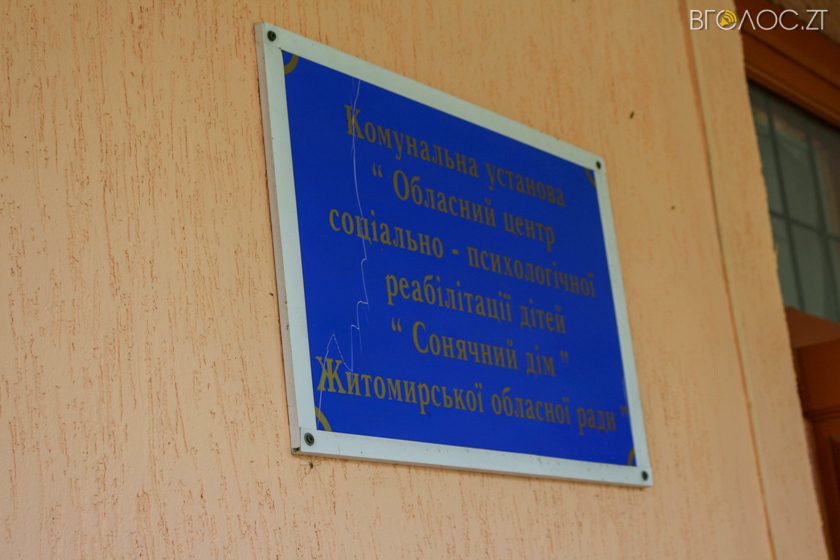 ВГОЛОС.ZT
Комунальна установа
“ Обласний центр
соціально - психологічної
реабілітації дітей
“ Сонячний дім ”
Житомирської обласної ради ”